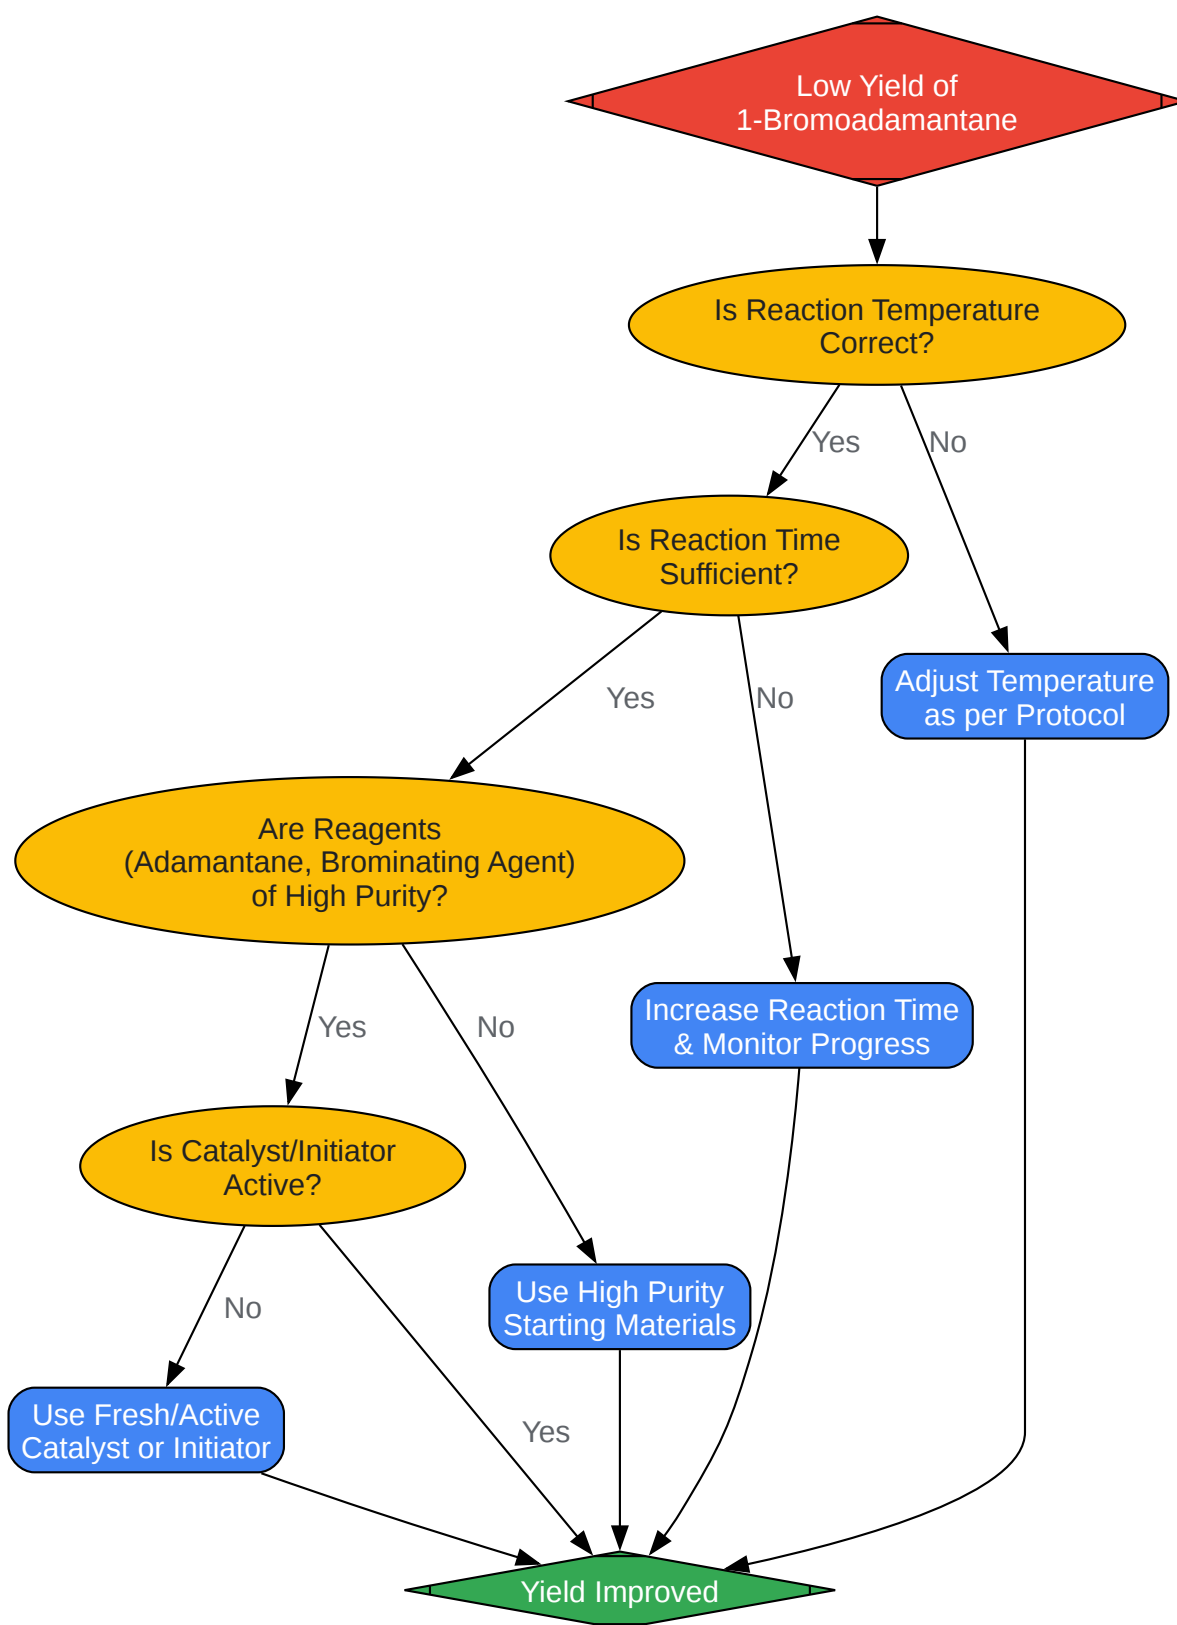 Low Yield of
1-Bromoadamantane
Is Reaction Temperature
Correct?
Yes
No
Is Reaction Time
Sufficient?
Adjust Temperature
as per Protocol
Yes
No
Are Reagents
(Adamantane, Brominating Agent)
of High Purity?
Increase Reaction Time
& Monitor Progress
Yes
No
Is Catalyst/Initiator
Active?
Use High Purity
Starting Materials
No
Use Fresh/Active
Catalyst or Initiator
Yes
Yield Improved